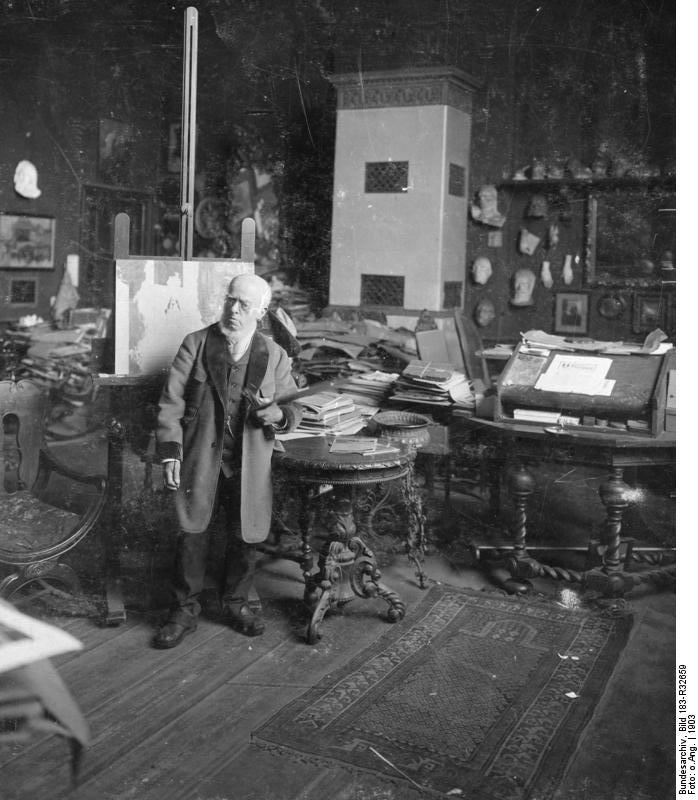 Bundesarchiv, Bild 183-R32659
Foto: o.Ang. | 1903